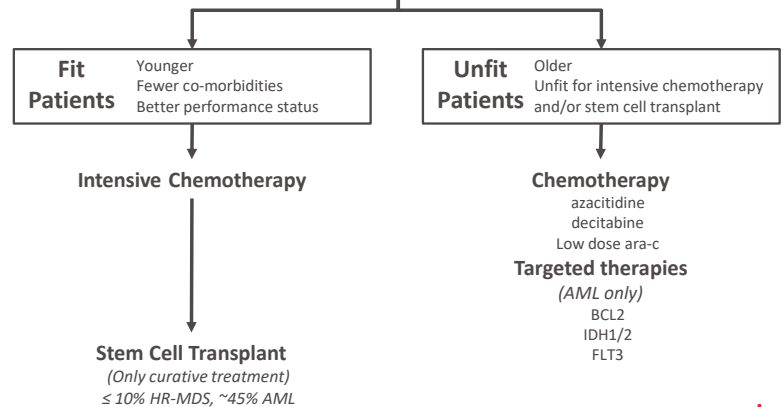 Fit
Patients
Younger
Fewer co-morbidities
Better performance status
Unfit
Patients
Older
Unfit for intensive chemotherapy
and/or stem cell transplant
Intensive Chemotherapy
Stem Cell Transplant
(Only curative treatment)
≤ 10% HR-MDS, ~45% AML
Chemotherapy
azacitidine
decitabine
Low dose ara-c
Targeted therapies
(AML only)
BCL2
IDH1/2
FLT3